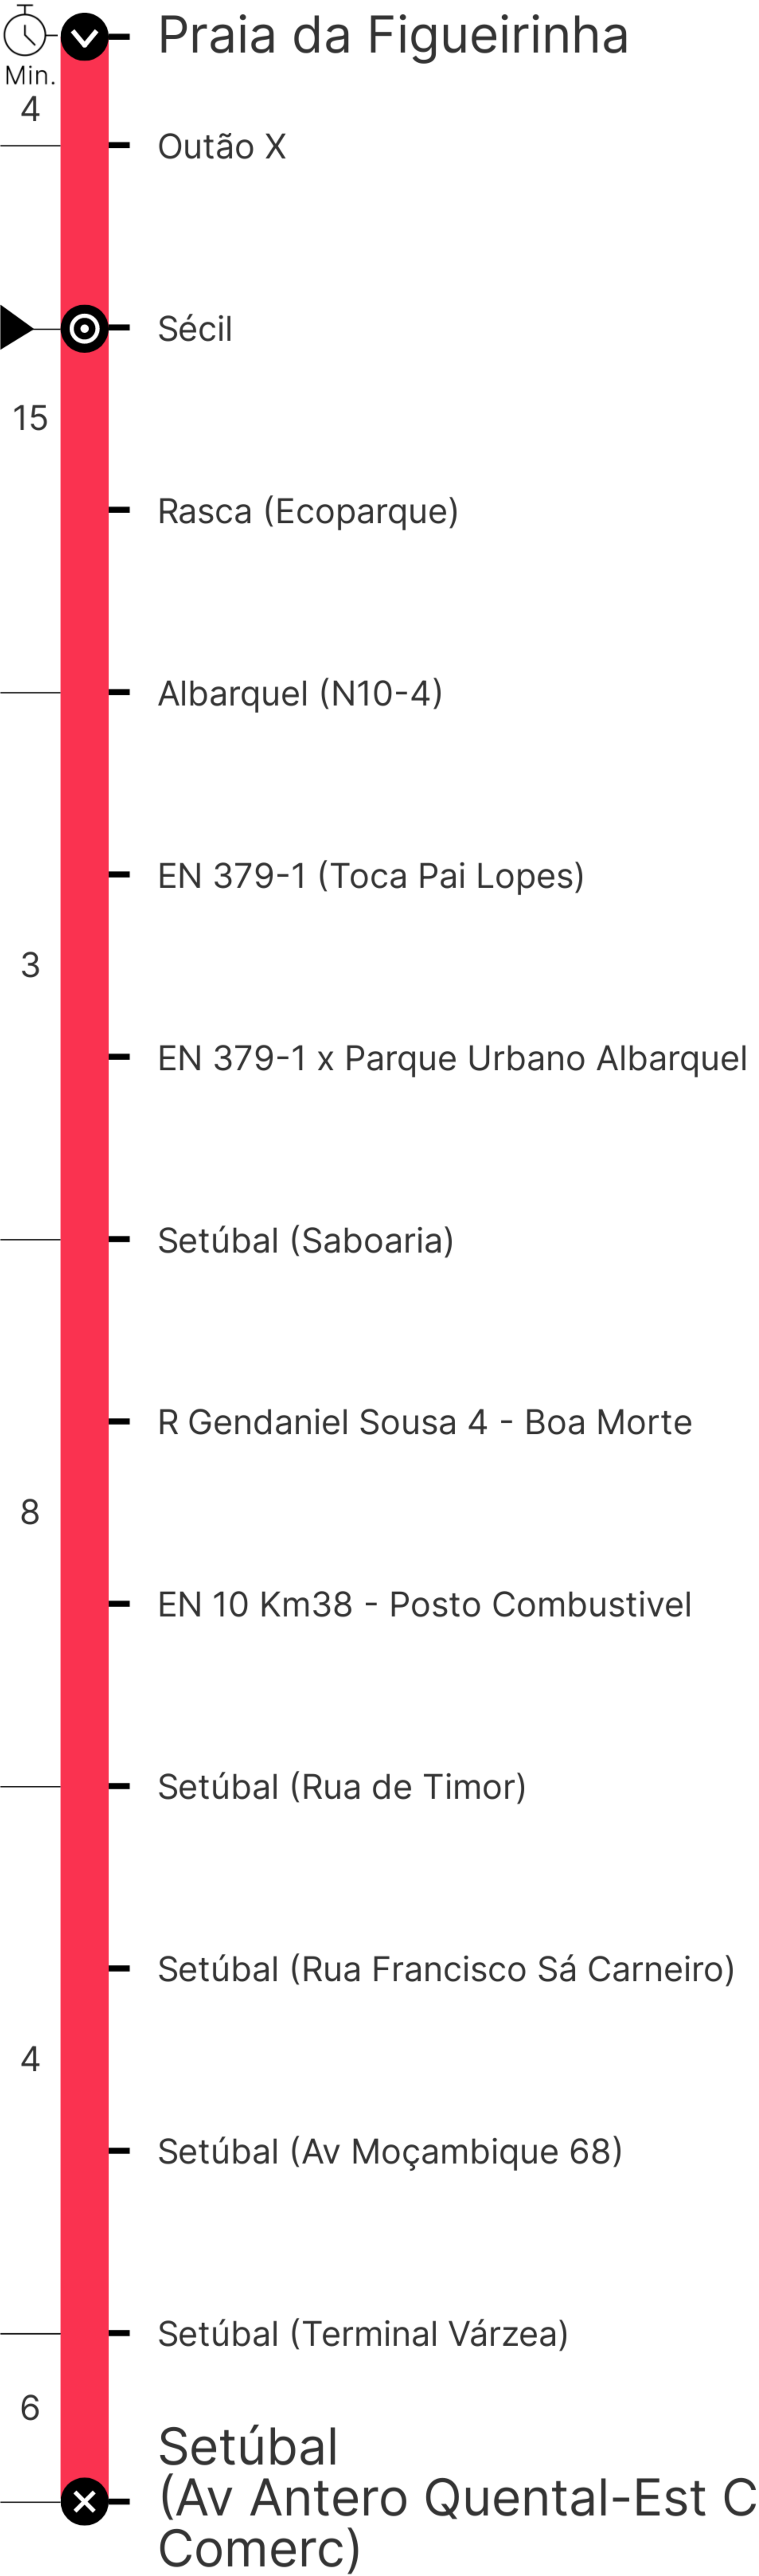 Praia da Figueirinha
Min.
4
Outão X
Sécil
15
Rasca (Ecoparque)
Albarquel (N10-4)
EN 379-1 (Toca Pai Lopes)
3
EN 379-1 x Parque Urbano Albarquel
Setúbal (Saboaria)
R Gendaniel Sousa 4 - Boa Morte
8
EN 10 Km38 - Posto Combustivel
Setúbal (Rua de Timor)
Setúbal (Rua Francisco Sá Carneiro)
4
Setúbal (Av Moçambique 68)
Setúbal (Terminal Várzea)
6
Setúbal
(Av Antero Quental-Est C
Comerc)